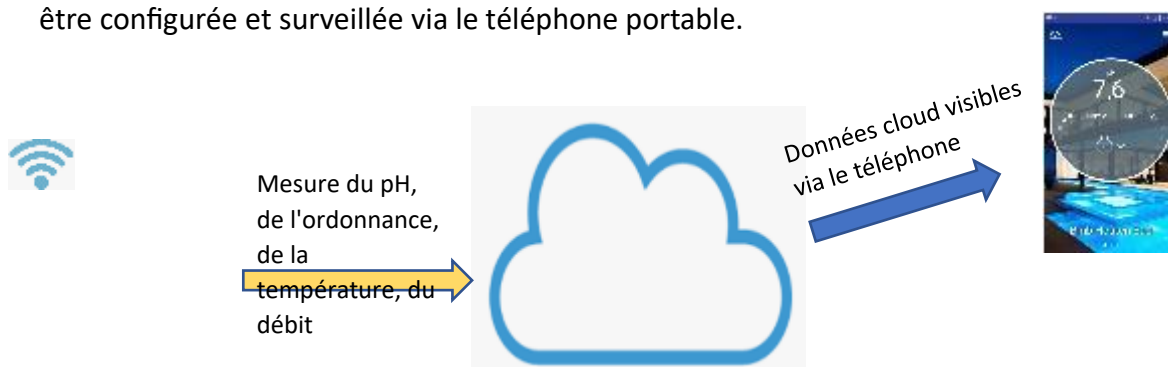 être configurée et surveillée via le téléphone portable.
Données cloud visibles
via le téléphone
7,6
Mesure du pH,
de l'ordonnance,
de la
température, du
débit